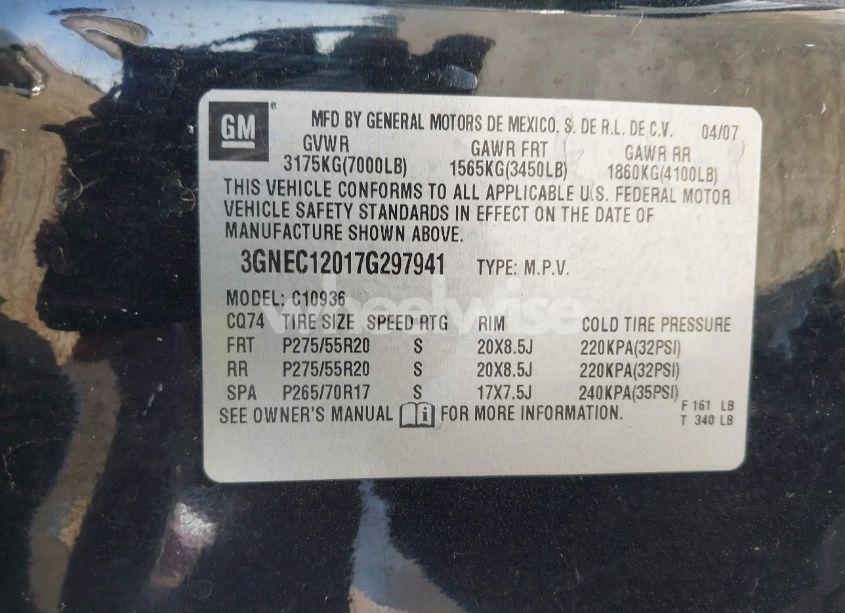 GM
MFD BY GENERAL MOTORS DE MEXICO, S. DE R.L. DE C.V. 04/07
GVWR GAWR FRT GAWR RR
3175KG(7000LB) 1565KG(3450LB) 1860KG(4100LB)
THIS VEHICLE CONFORMS TO ALL APPLICABLE U.S. FEDERAL MOTOR
VEHICLE SAFETY STANDARDS IN EFFECT ON THE DATE OF
MANUFACTURE SHOWN ABOVE.
3GNEC12017G297941 TYPE: M.P.V.
MODEL: C10936
wheelwise
CQ74 TIRE SIZE SPEED RTG RIM COLD TIRE PRESSURE
FRT P275/55R20 S 20X8.5J 220KPA(32PSI)
RR P275/55R20 S 20X8.5J 220KPA(32PSI)
SPA P265/70R17 S 17X7.5J 240KPA(35PSI)
SEE OWNER'S MANUAL i FOR MORE INFORMATION.
F 161 LB
T 340 LB